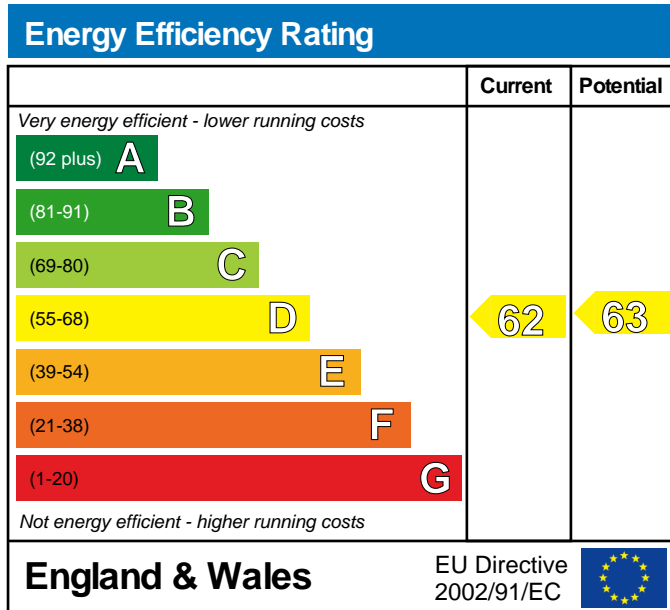 Energy Efficiency Rating
Current Potential
Very energy efficient - lower running costs
(92 plus) A
(81-91) B
(69-80) C
(55-68) D 62 63
(39-54) E
(21-38) F
(1-20) G
Not energy efficient - higher running costs
England & Wales
EU Directive
2002/91/EC